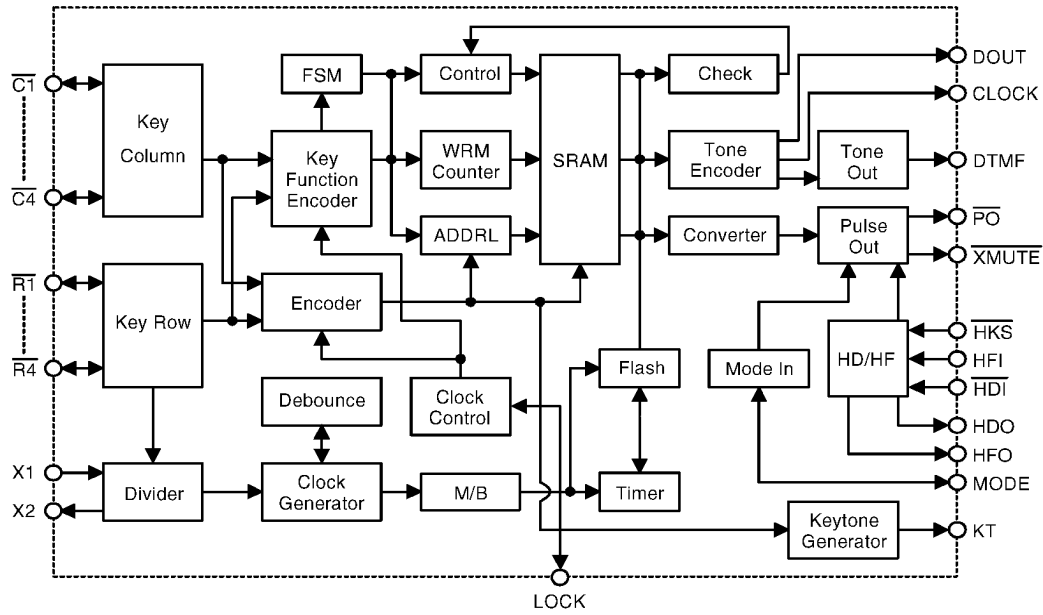 C1
C4
R1
R4
X1
X2
Key
Column
Key Row
Divider
FSM
Key
Function
Encoder
Encoder
Debounce
Clock
Generator
Control
WRM
Counter
ADDRL
Clock
Control
M/B
SRAM
Flash
Timer
Check
Tone
Encoder
Converter
Mode In
Tone
Out
Pulse
Out
HD/HF
Keytone
Generator
DOUT
CLOCK
DTMF
PO
XMUTE
HKS
HFI
HDI
HDO
HFO
MODE
KT
LOCK